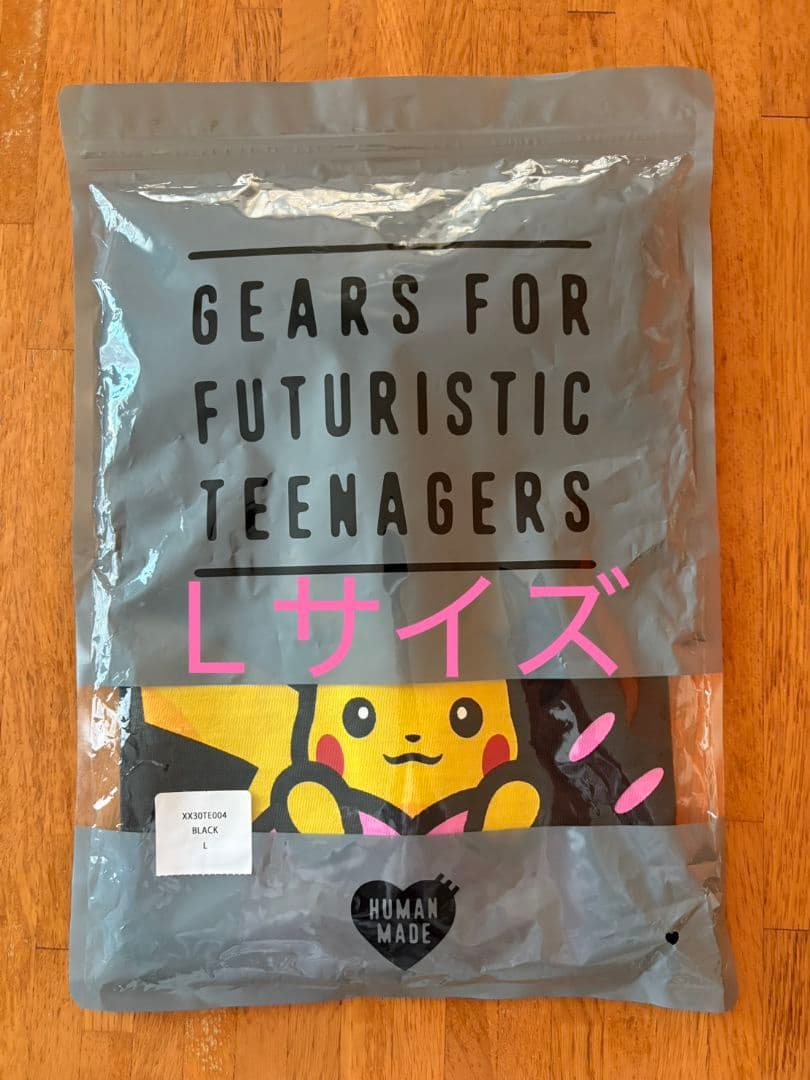 GEARS FOR
FUTURISTIC
TEENAGERS
Lサイズ
XX30TE004
BLACK
L
HUMAN
MADE